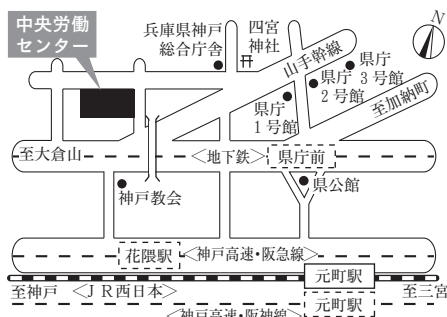 中央労働
センター
兵庫県神戸
総合庁舎
四宮
神社
山手幹線
県庁
3号館
県庁
2号館
県庁
1号館
至加納町
至大倉山
<地下鉄>
県庁前
神戸教会
県公館
花隈駅
<神戸高速・阪急線>
元町駅
至神戸
<JR西日本>
至三宮
元町駅
<神戸高速・阪神線>